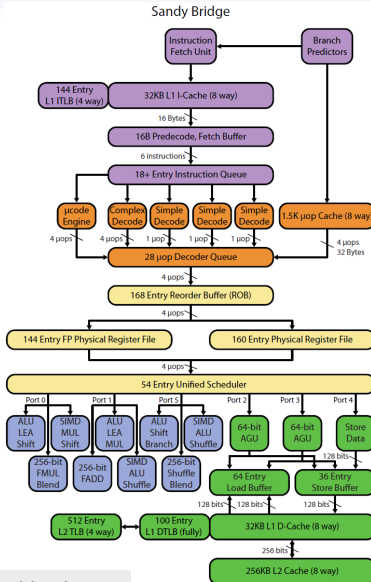 Sandy Bridge
Instruction
Fetch Unit
Branch
Predictors
144 Entry
L1 ITLB (4 way)
32KB L1 I-Cache (8 way)
16 Bytes
16B Predecode, Fetch Buffer
6 instructions
18+ Entry Instruction Queue
µcode
Engine
Complex
Decode
Simple
Decode
Simple
Decode
Simple
Decode
1.5K µop Cache (8 way)
4 µops
4 µops
1 µop
1 µop
1 µop
4 µops
32 Bytes
28 µop Decoder Queue
4 µops
168 Entry Reorder Buffer (ROB)
4 µops
144 Entry FP Physical Register File
160 Entry Physical Register File
4 µops
54 Entry Unified Scheduler
Port 0
Port 1
Port 5
Port 2
Port 3
Port 4
ALU
LEA
Shift
SIMD
MUL
Shift
ALU
LEA
MUL
ALU
Shift
Branch
SIMD
ALU
Shuffle
64-bit
AGU
64-bit
AGU
Store
Data
256-bit
FMUL
Blend
256-bit
FADD
SIMD
ALU
Shuffle
256-bit
Shuffle
Blend
128 bits
64 Entry
Load Buffer
36 Entry
Store Buffer
128 bits
128 bits
128 bits
512 Entry
L2 TLB (4 way)
100 Entry
L1 DTLB (fully)
32KB L1 D-Cache (8 way)
256 bits
256KB L2 Cache (8 way)